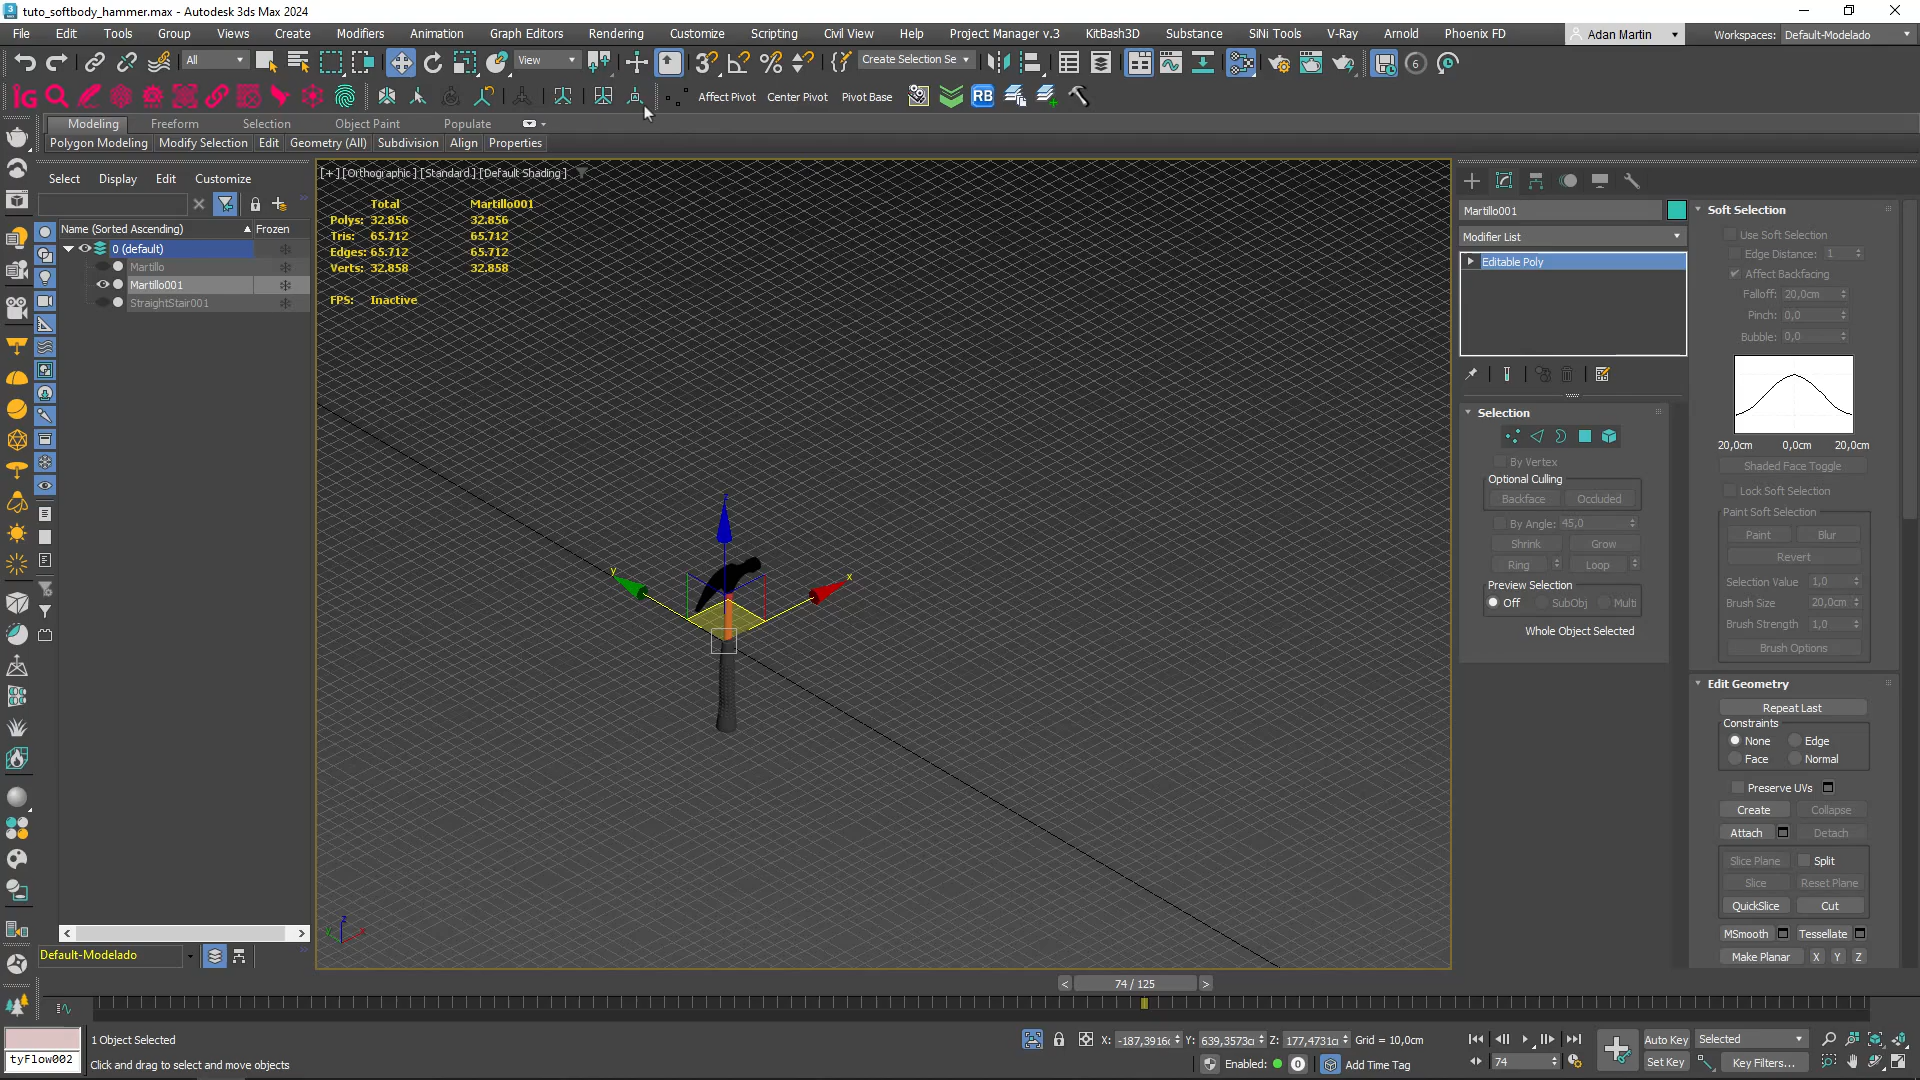 tuto_softbody_hammer.max - Autodesk 3ds Max 2024
File Edit Tools Group Views Create Modifiers Animation Graph Editors Rendering Customize Scripting Civil View Help Project Manager v.3 KitBash3D Substance SiNi Tools V-Ray Arnold Phoenix FD Adan Martin Workspaces: Default-Modelado
All View Create Selection Se
Affect Pivot Center Pivot Pivot Base RB
Modeling Freeform Selection Object Paint Populate
Polygon Modeling Modify Selection Edit Geometry (All) Subdivision Align Properties
Select Display Edit Customize
Name (Sorted Ascending) Frozen
0 (default)
Martillo
Martillo001
StraightStair001
Default-Modelado
[+] [Orthographic] [Standard] [Default Shading]
Total Martillo001
Polys: 32.856 32.856
Tris: 65.712 65.712
Edges: 65.712 65.712
Verts: 32.858 32.858
FPS: Inactive
z
y x
z
y x
Martillo001
Modifier List
Editable Poly
Selection
By Vertex
Optional Culling
Backface Occluded
By Angle: 45,0
Shrink Grow
Ring Loop
Preview Selection
Off SubObj Multi
Whole Object Selected
Soft Selection
Use Soft Selection
Edge Distance: 1
Affect Backfacing
Falloff: 20,0cm
Pinch: 0,0
Bubble: 0,0
20,0cm 0,0cm 20,0cm
Shaded Face Toggle
Lock Soft Selection
Paint Soft Selection
Paint Blur
Revert
Selection Value 1,0
Brush Size 20,0cm
Brush Strength 1,0
Brush Options
Edit Geometry
Repeat Last
Constraints
None Edge
Face Normal
Preserve UVs
Create Collapse
Attach Detach
Slice Plane Split
Slice Reset Plane
QuickSlice Cut
MSmooth Tessellate
Make Planar X Y Z
< 74 / 125 >
tyFlow002
1 Object Selected
Click and drag to select and move objects
X: -187,3916 Y: 639,3573 Z: 177,4731 Grid = 10,0cm
Enabled: 0 Add Time Tag
74
Auto Key Selected
Set Key Key Filters...